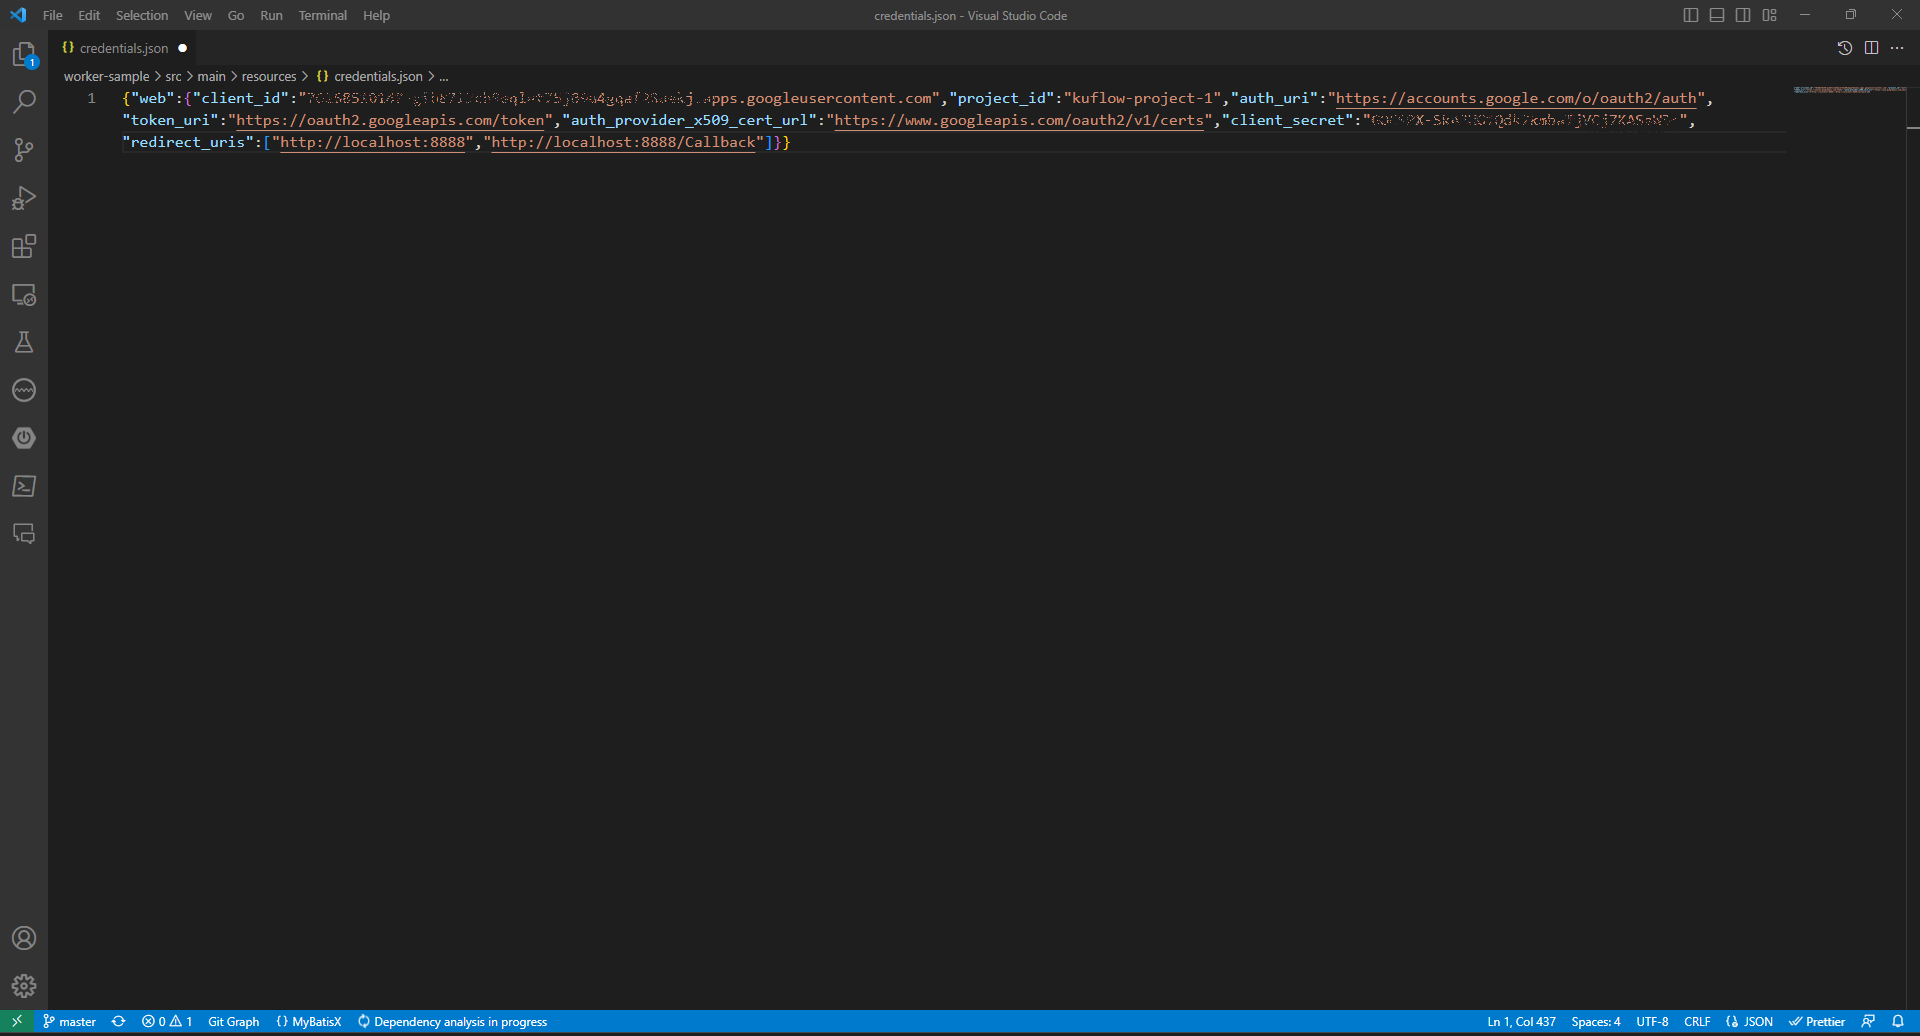 File Edit Selection View Go Run Terminal Help credentials.json - Visual Studio Code
{} credentials.json
1
worker-sample > src > main > resources > {} credentials.json > ...
1 {"web":{"client_id":" apps.googleusercontent.com","project_id":"kuflow-project-1","auth_uri":"https://accounts.google.com/o/oauth2/auth",
"token_uri":"https://oauth2.googleapis.com/token","auth_provider_x509_cert_url":"https://www.googleapis.com/oauth2/v1/certs","client_secret":" ",
"redirect_uris":["http://localhost:8888","http://localhost:8888/Callback"]}}
master 0 1 Git Graph {} MyBatisX Dependency analysis in progress Ln 1, Col 437 Spaces: 4 UTF-8 CRLF JSON Prettier